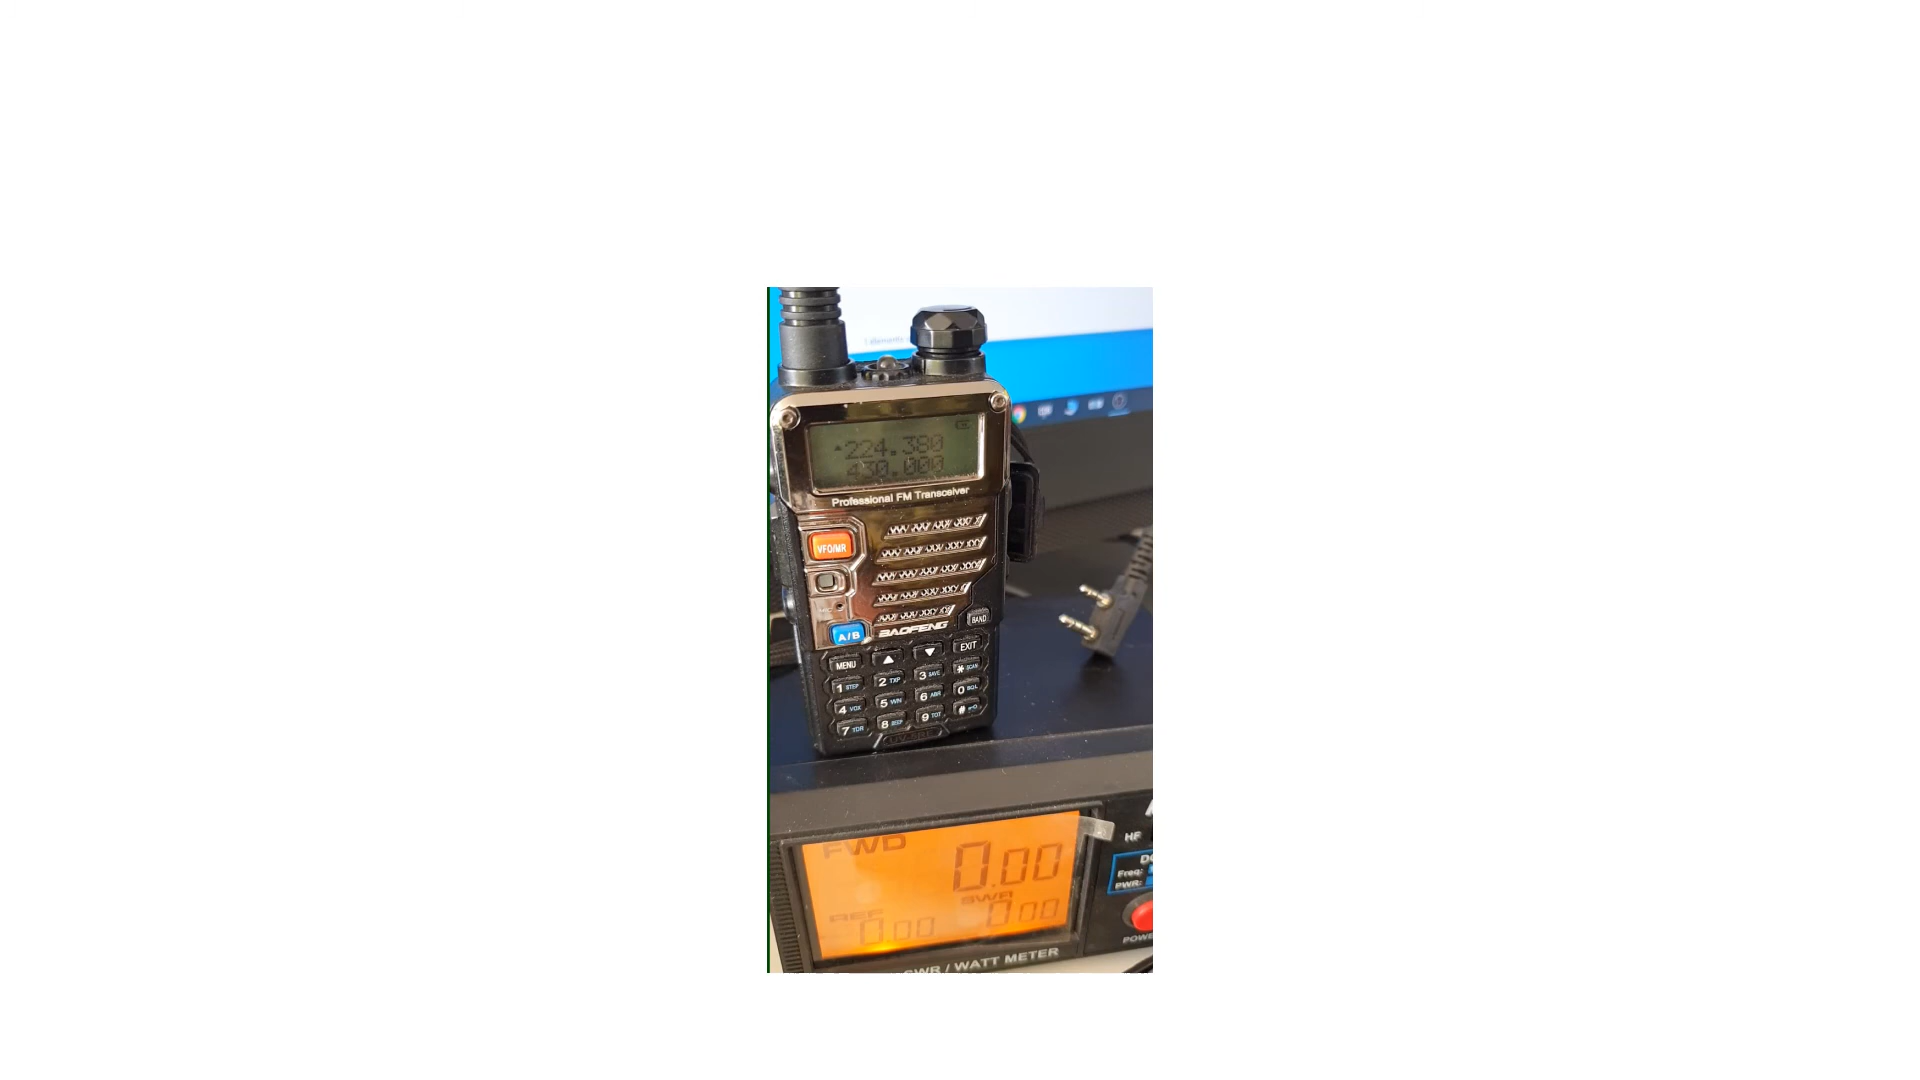 224.380
430.000
Professional FM Transceiver
VFO/MR
A/B
BAOFENG
BAND
MENU
EXIT
1 STEP
2 TXP
3 SAVE
* SCAN
4 VOX
5 WN
6 ABR
0 SQL
7 TDR
8 BEEP
9 TOT
#
FWD
0.00
REF
0.00
SWR
0.00
SWR / WATT METER
HF
Freq:
PWR: